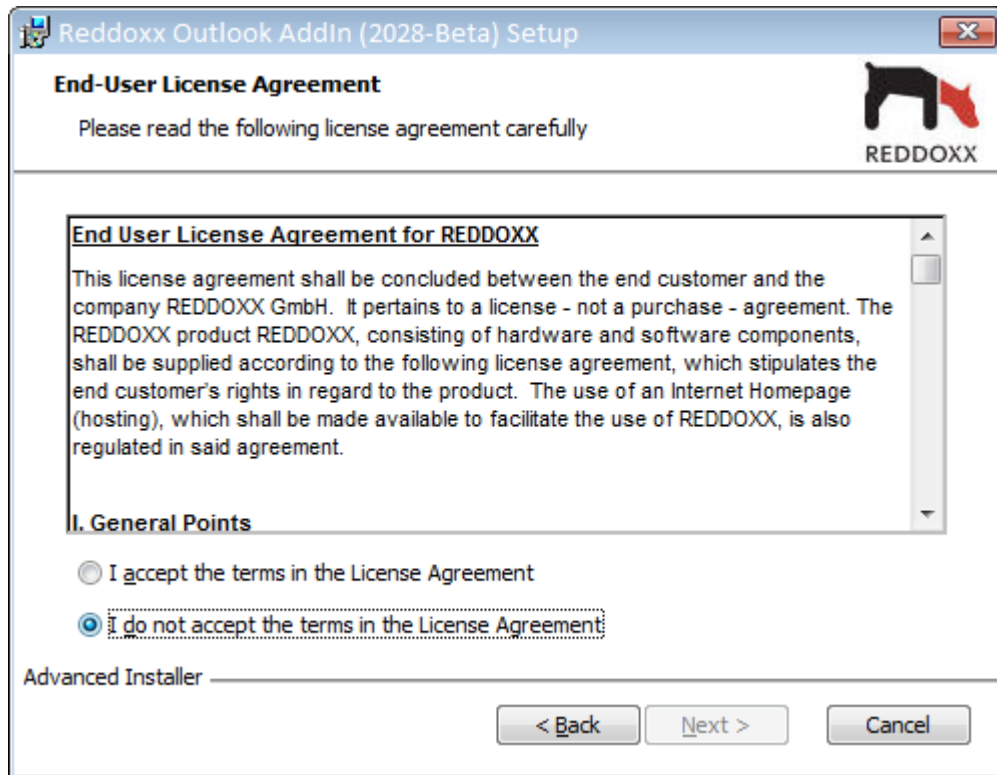 Reddoxx Outlook AddIn (2028-Beta) Setup
End-User License Agreement
Please read the following license agreement carefully
REDDOXX
End User License Agreement for REDDOXX
This license agreement shall be concluded between the end customer and the
company REDDOXX GmbH.  It pertains to a license - not a purchase - agreement. The
REDDOXX product REDDOXX, consisting of hardware and software components,
shall be supplied according to the following license agreement, which stipulates the
end customer's rights in regard to the product.  The use of an Internet Homepage
(hosting), which shall be made available to facilitate the use of REDDOXX, is also
regulated in said agreement.
I. General Points
I accept the terms in the License Agreement
I do not accept the terms in the License Agreement
Advanced Installer
< Back
Next >
Cancel